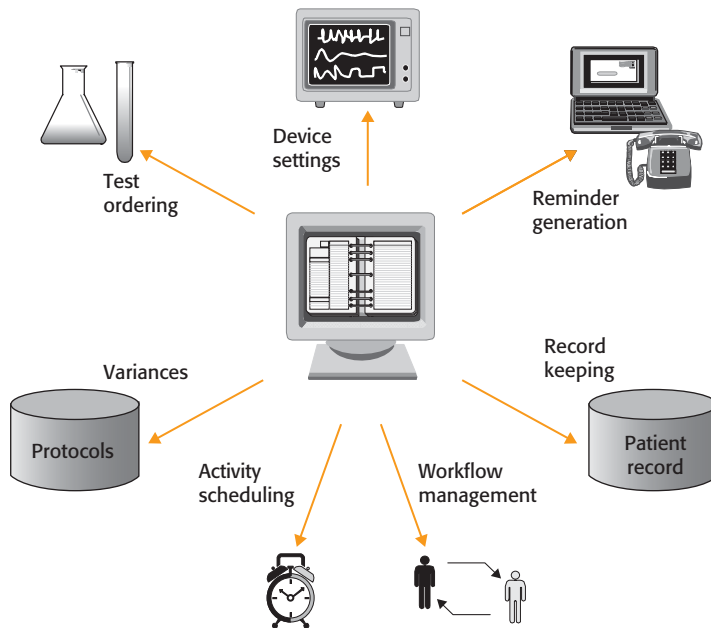 Device
settings
Test
ordering
Reminder
generation
Variances
Record
keeping
Protocols
Patient
record
Activity
scheduling
Workflow
management